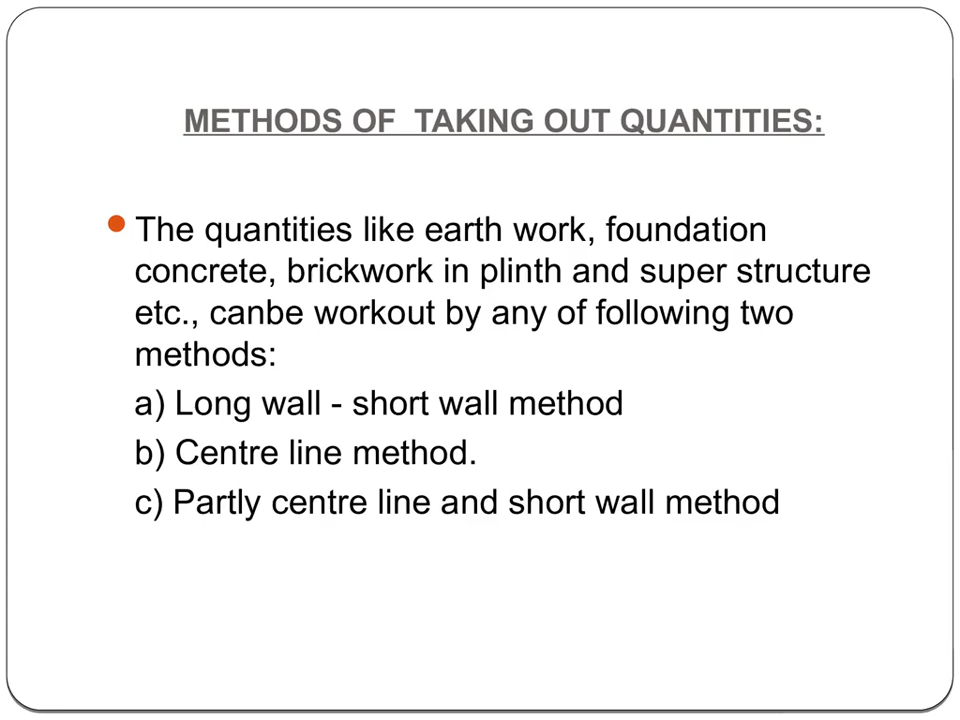 METHODS OF  TAKING OUT QUANTITIES:
The quantities like earth work, foundation
concrete, brickwork in plinth and super structure
etc., canbe workout by any of following two
methods:
a) Long wall - short wall method
b) Centre line method.
c) Partly centre line and short wall method